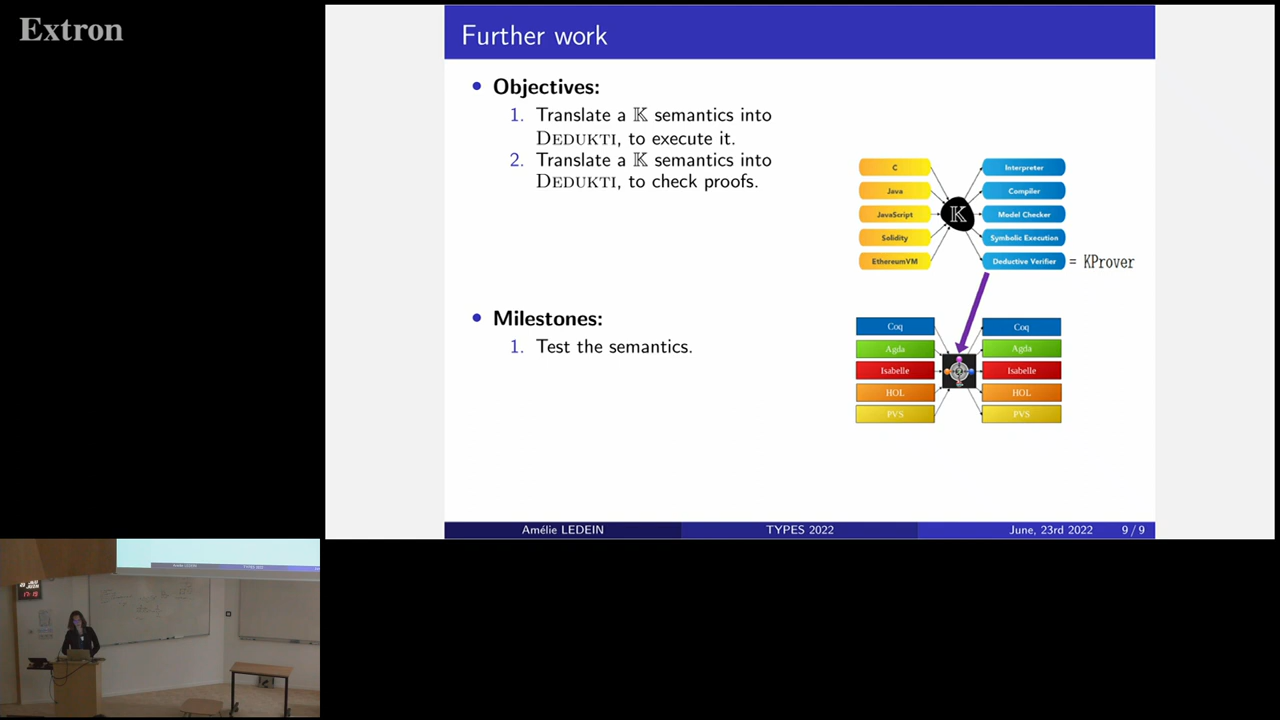 Extron
Further work
• Objectives:
1. Translate a 𝕂 semantics into
DEDUKTI, to execute it.
2. Translate a 𝕂 semantics into
DEDUKTI, to check proofs.
C
Interpreter
Java
Compiler
JavaScript
𝕂
Model Checker
Solidity
Symbolic Execution
EthereumVM
Deductive Verifier = KProver
• Milestones:
1. Test the semantics.
Coq
Coq
Agda
Agda
Isabelle
Isabelle
HOL
HOL
PVS
PVS
Amélie LEDEIN
TYPES 2022
June, 23rd 2022
9 / 9